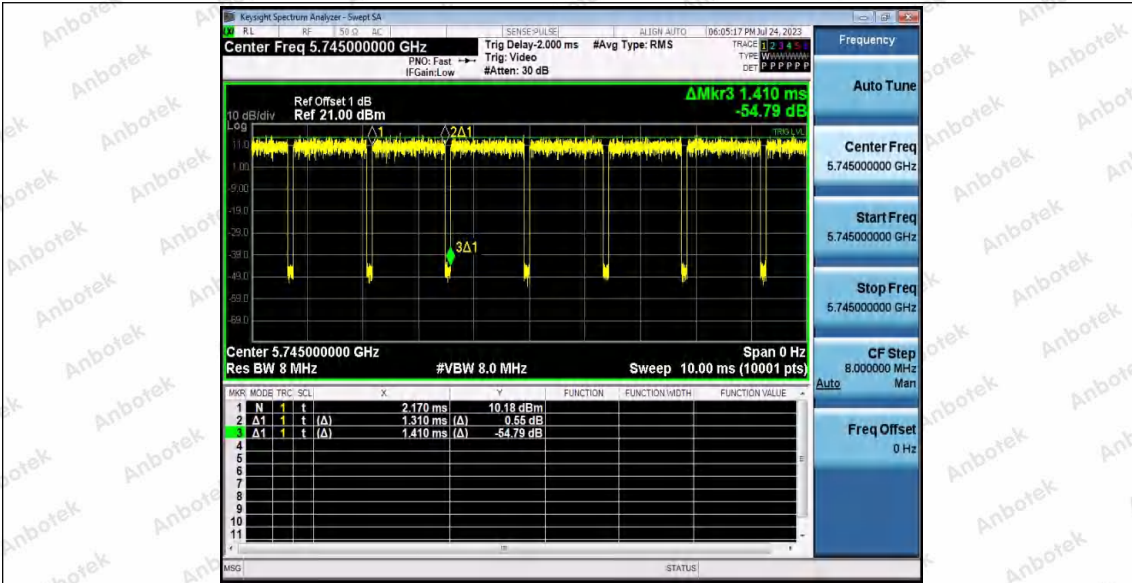 Keysight Spectrum Analyzer - Swept SA
RL RF 50 Ω AC SENSE:PULSE ALIGN AUTO 06:05:17 PM Jul 24, 2023
Center Freq 5.745000000 GHz Trig Delay-2.000 ms #Avg Type: RMS TRACE 1 2 3 4 5 6
PNO: Fast Trig: Video TYPE W
IFGain:Low #Atten: 30 dB DET P P P P P P
Frequency
Auto Tune
Center Freq
5.745000000 GHz
Start Freq
5.745000000 GHz
Stop Freq
5.745000000 GHz
CF Step
8.000000 MHz
Auto Man
Freq Offset
0 Hz
ΔMkr3 1.410 ms
-54.79 dB
Ref Offset 1 dB
10 dB/div Ref 21.00 dBm
Log
TRIG LVL
1 2Δ1
11.0
1.00
-9.00
-19.0
-29.0
3Δ1
-39.0
-49.0
-59.0
-69.0
Center 5.745000000 GHz Span 0 Hz
Res BW 8 MHz #VBW 8.0 MHz Sweep 10.00 ms (10001 pts)
MKR MODE TRC SCL X Y FUNCTION FUNCTION WIDTH FUNCTION VALUE
1 N 1 t 2.170 ms 10.18 dBm
2 Δ1 1 t (Δ) 1.310 ms (Δ) 0.55 dB
3 Δ1 1 t (Δ) 1.410 ms (Δ) -54.79 dB
4
5
6
7
8
9
10
11
MSG STATUS
Anbotek